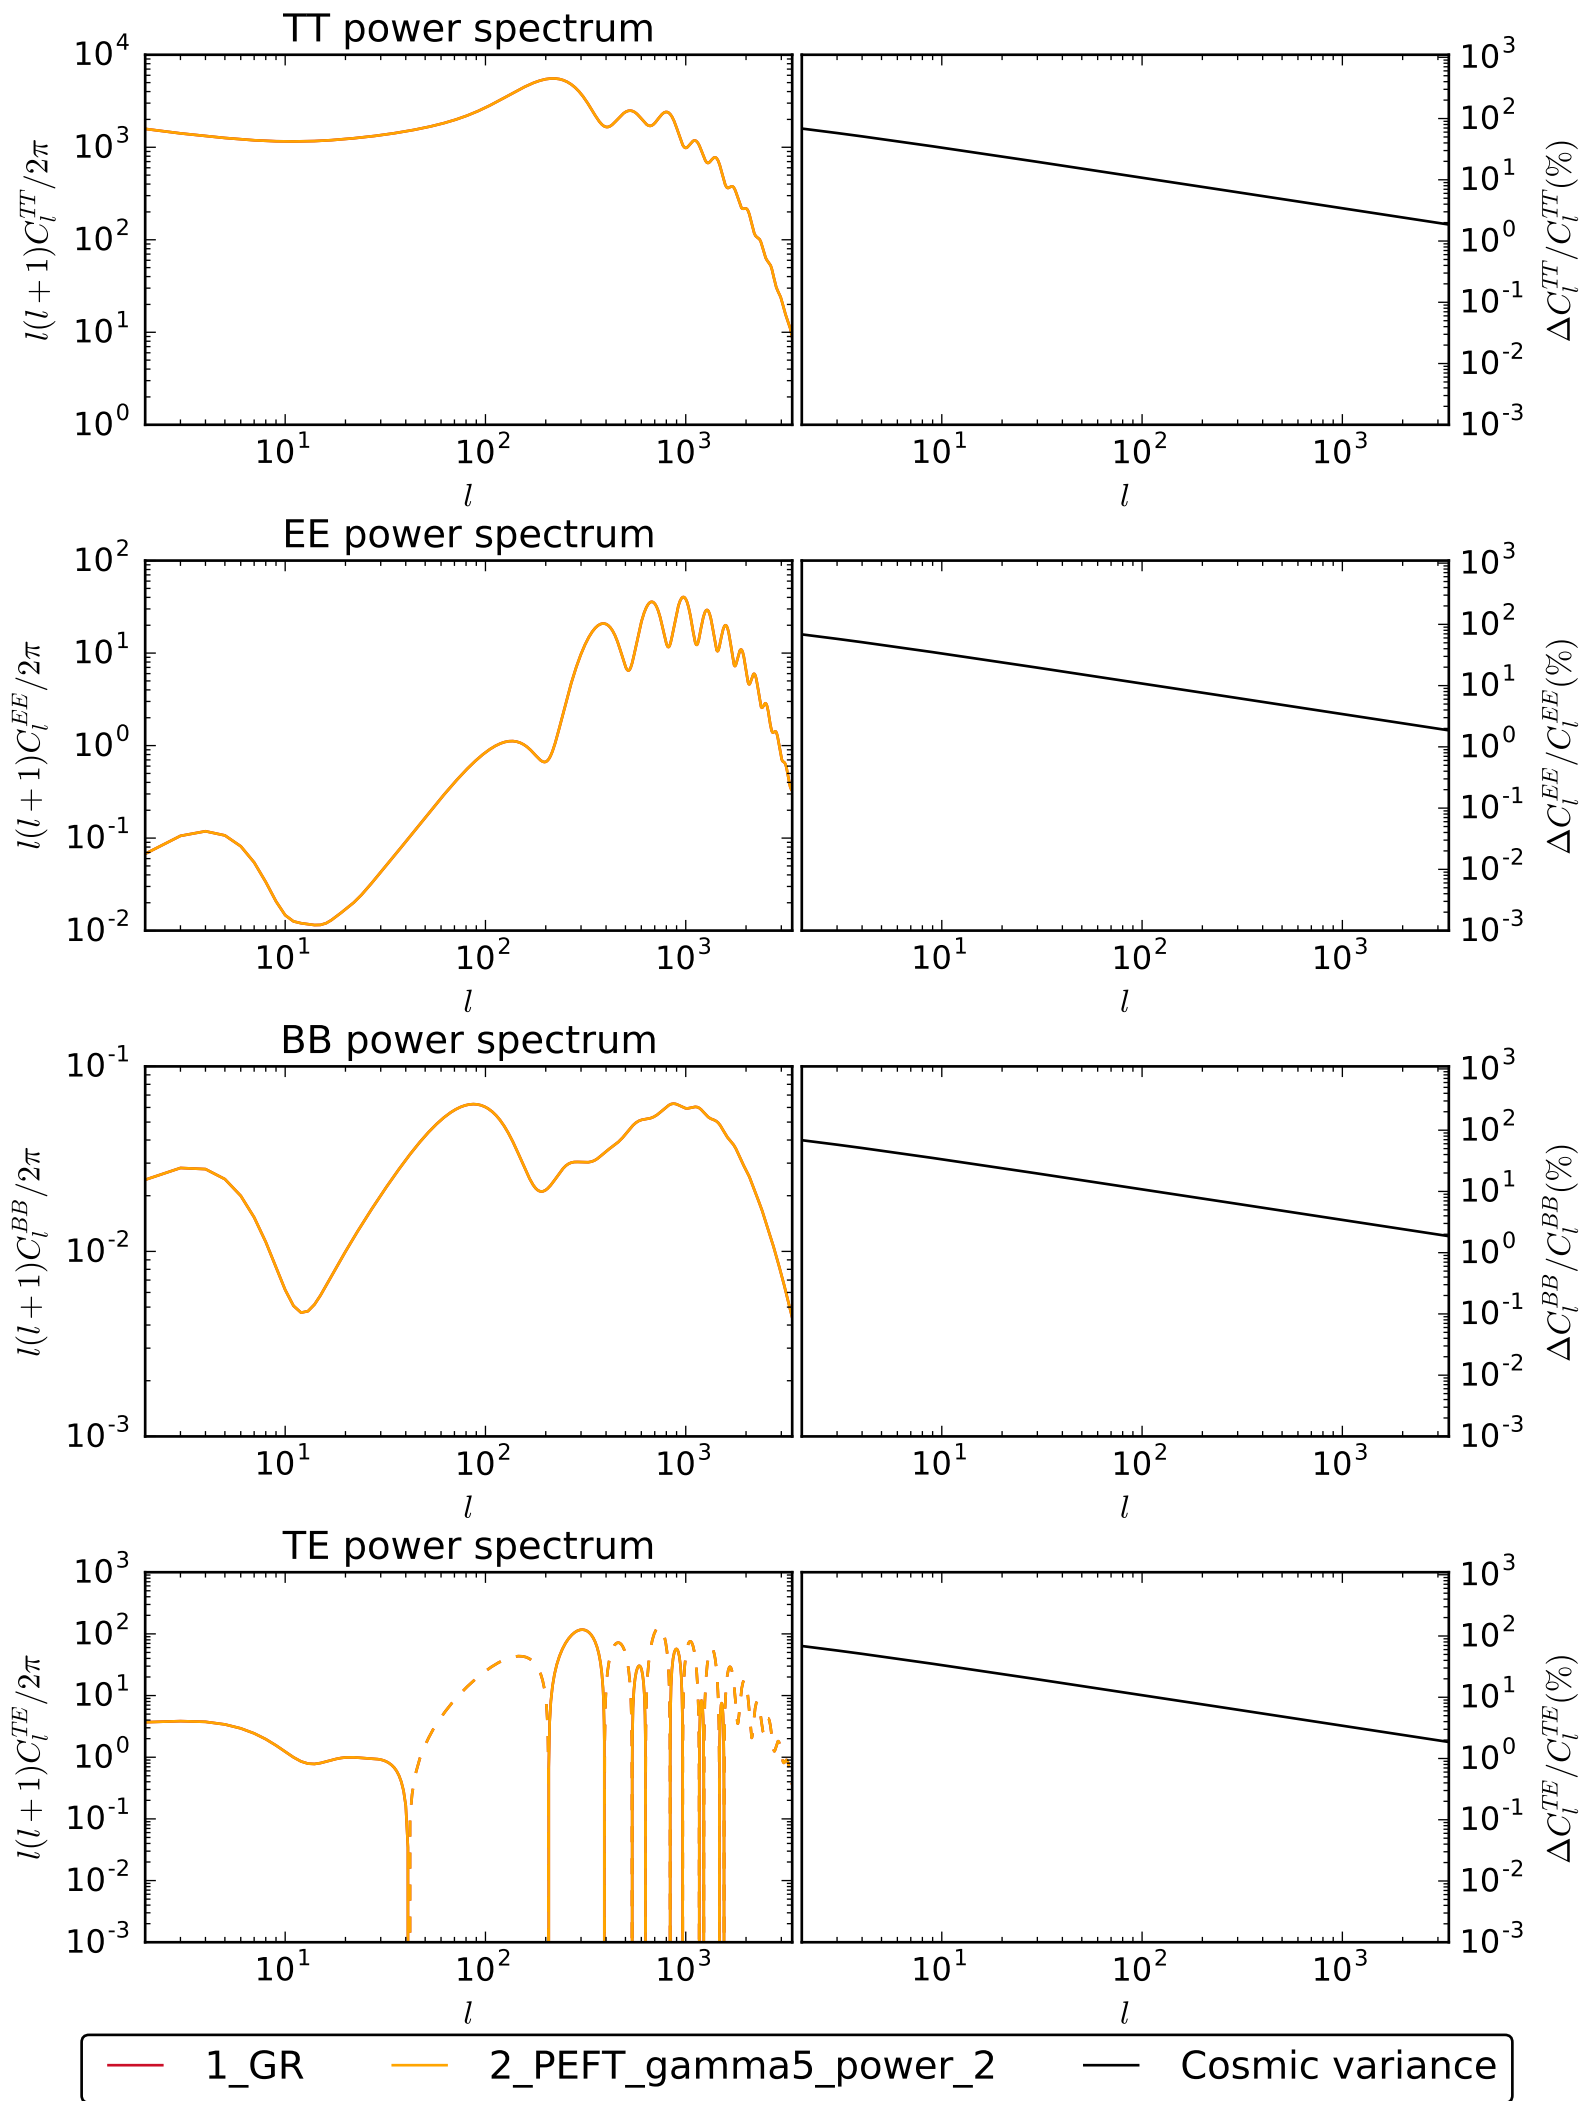 TT power spectrum
10^4
10^3
10^2
10^1
10^0
l(l + 1)C_l^{TT}/2π
10^1 10^2 10^3
l
10^3
10^2
10^1
10^0
10^-1
10^-2
10^-3
ΔC_l^{TT}/C_l^{TT}(%)
10^1 10^2 10^3
l
EE power spectrum
10^2
10^1
10^0
10^-1
10^-2
l(l + 1)C_l^{EE}/2π
10^1 10^2 10^3
l
10^3
10^2
10^1
10^0
10^-1
10^-2
10^-3
ΔC_l^{EE}/C_l^{EE}(%)
10^1 10^2 10^3
l
BB power spectrum
10^-1
10^-2
10^-3
l(l + 1)C_l^{BB}/2π
10^1 10^2 10^3
l
10^3
10^2
10^1
10^0
10^-1
10^-2
10^-3
ΔC_l^{BB}/C_l^{BB}(%)
10^1 10^2 10^3
l
TE power spectrum
10^3
10^2
10^1
10^0
10^-1
10^-2
10^-3
l(l + 1)C_l^{TE}/2π
10^1 10^2 10^3
l
10^3
10^2
10^1
10^0
10^-1
10^-2
10^-3
ΔC_l^{TE}/C_l^{TE}(%)
10^1 10^2 10^3
l
1_GR 2_PEFT_gamma5_power_2 Cosmic variance